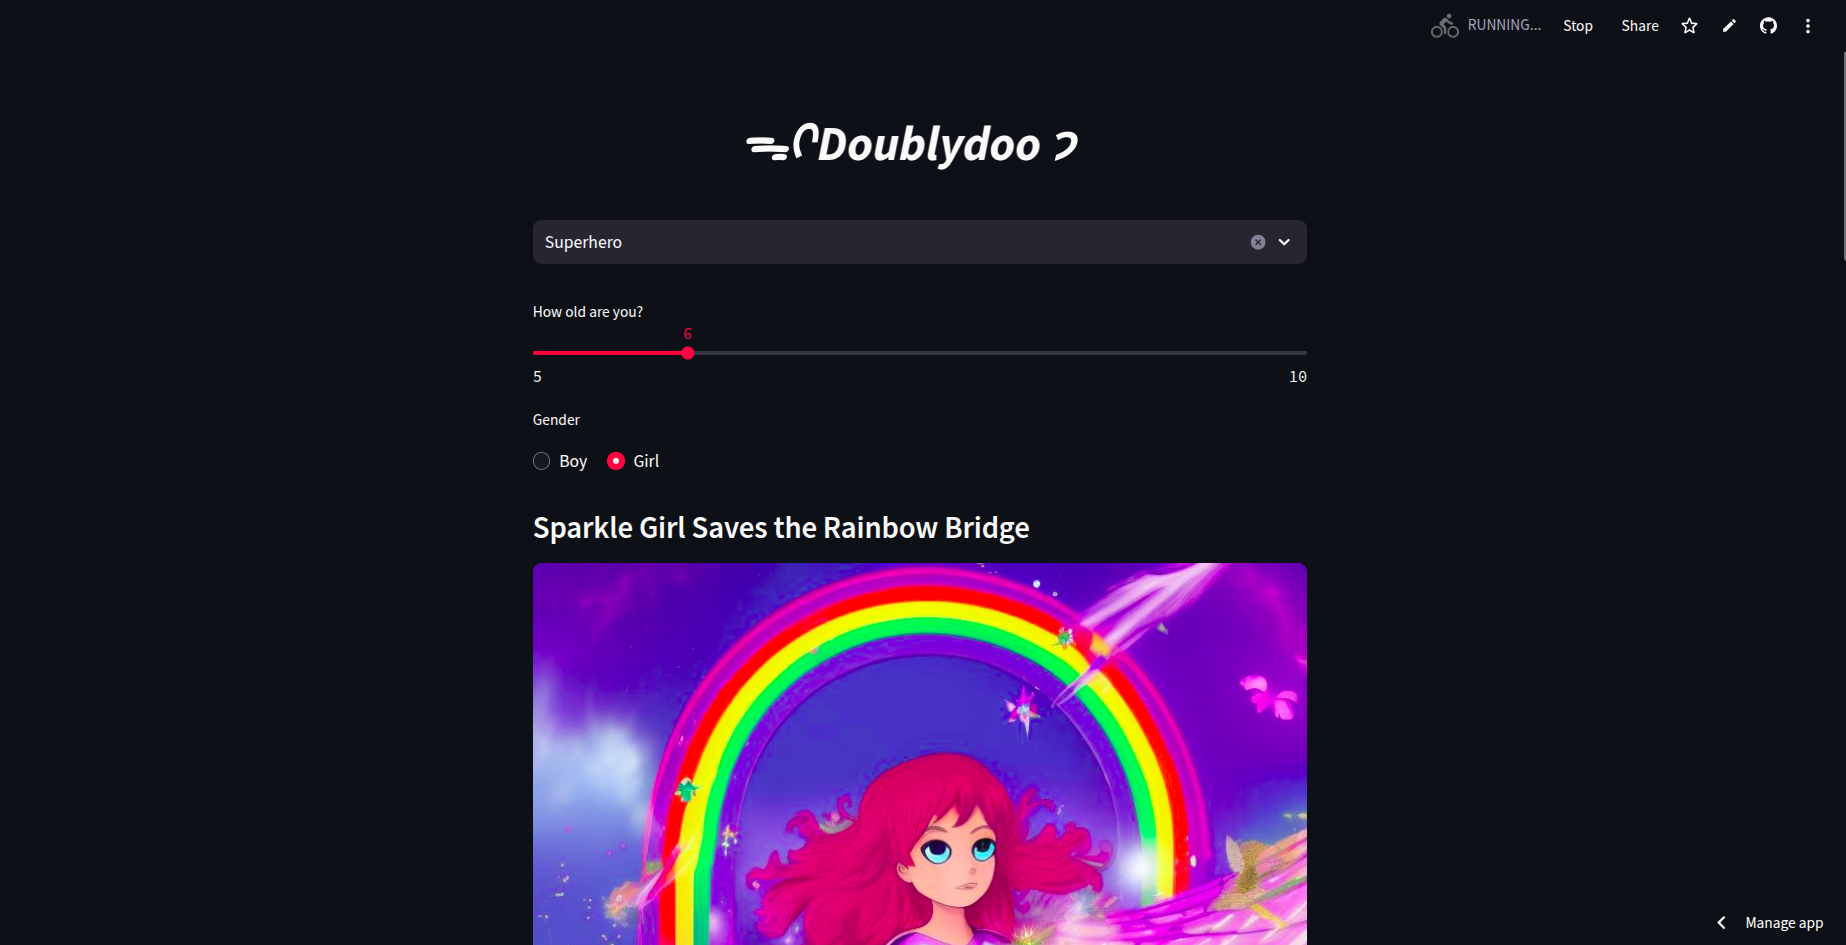 RUNNING...
Stop
Share
Doublydoo
Superhero
How old are you?
6
5
10
Gender
Boy
Girl
Sparkle Girl Saves the Rainbow Bridge
Manage app